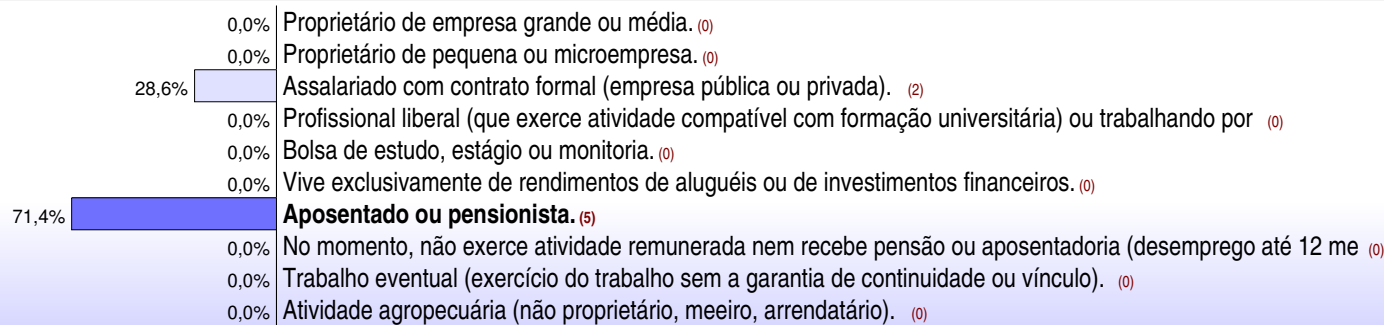 0,0% Proprietário de empresa grande ou média. (0)
0,0% Proprietário de pequena ou microempresa. (0)
28,6% Assalariado com contrato formal (empresa pública ou privada). (2)
0,0% Profissional liberal (que exerce atividade compatível com formação universitária) ou trabalhando por (0)
0,0% Bolsa de estudo, estágio ou monitoria. (0)
0,0% Vive exclusivamente de rendimentos de aluguéis ou de investimentos financeiros. (0)
71,4% Aposentado ou pensionista. (5)
0,0% No momento, não exerce atividade remunerada nem recebe pensão ou aposentadoria (desemprego até 12 me (0)
0,0% Trabalho eventual (exercício do trabalho sem a garantia de continuidade ou vínculo). (0)
0,0% Atividade agropecuária (não proprietário, meeiro, arrendatário). (0)